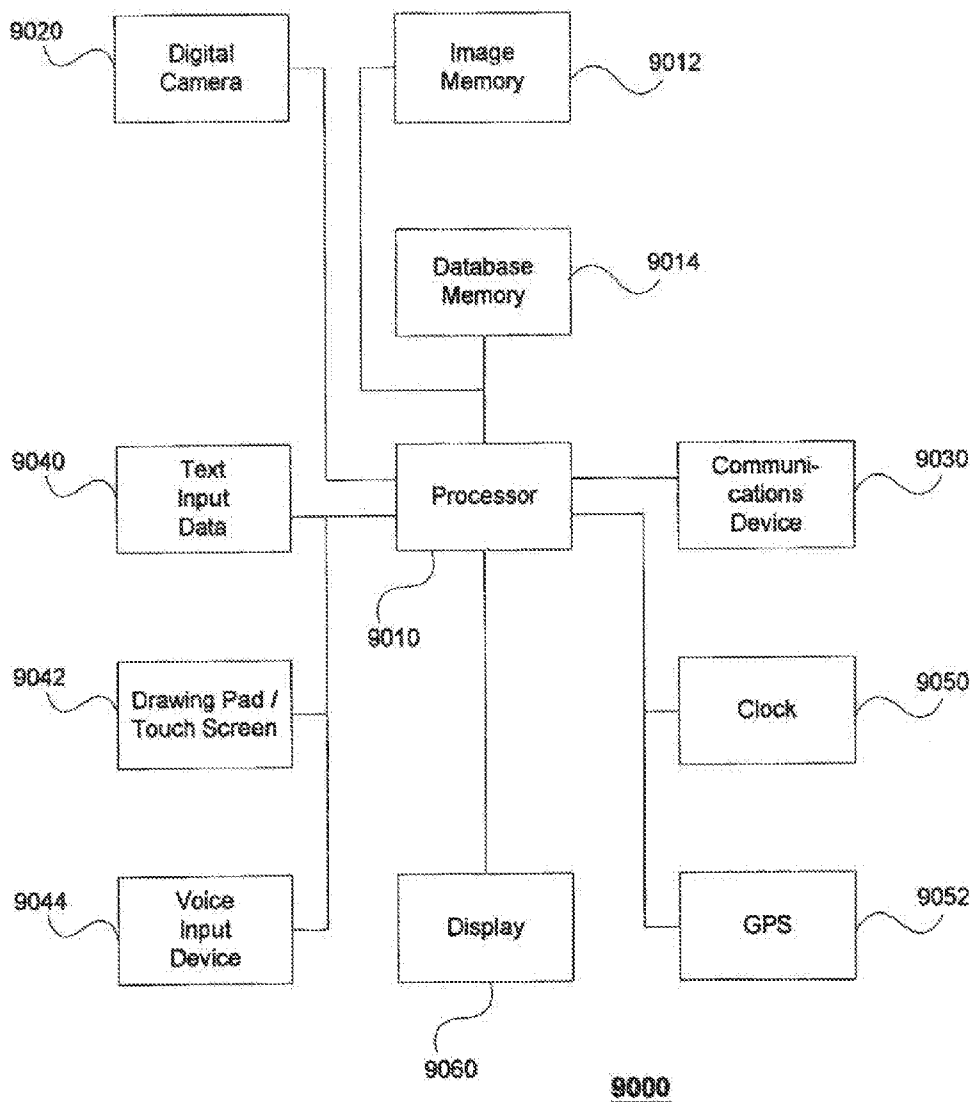 9020
Digital
Camera
Image
Memory
9012
Database
Memory
9014
9040
Text
Input
Data
Processor
9010
Communi-
cations
Device
9030
9042
Drawing Pad /
Touch Screen
Clock
9050
9044
Voice
Input
Device
Display
9060
GPS
9052
9000